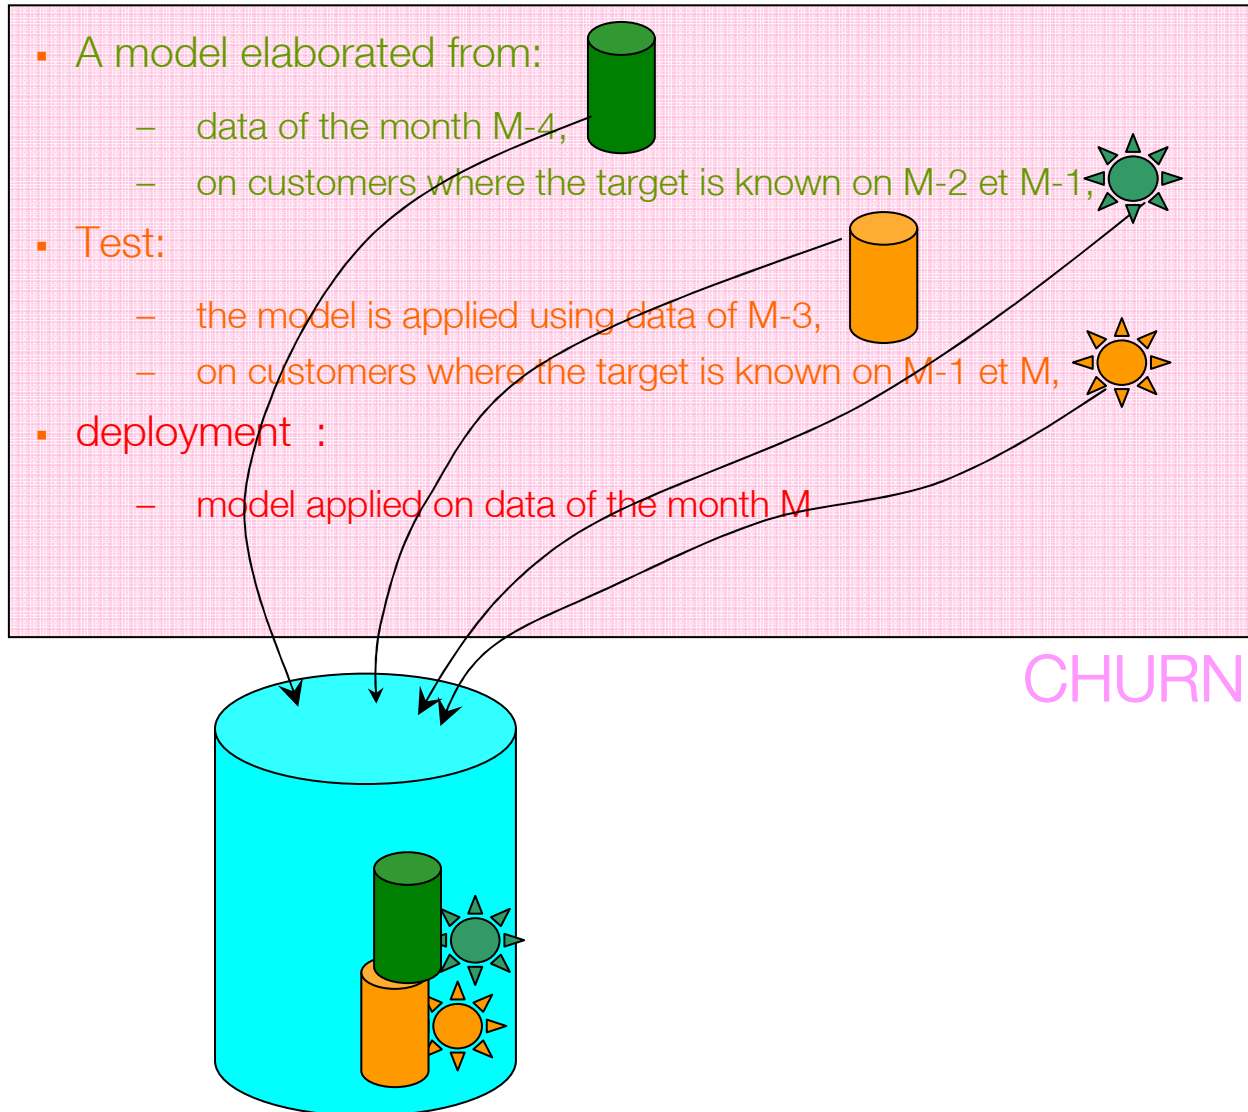 ▪ A model elaborated from:
– data of the month M-4,
– on customers where the target is known on M-2 et M-1,
▪ Test:
– the model is applied using data of M-3,
– on customers where the target is known on M-1 et M,
▪ deployment :
– model applied on data of the month M
CHURN